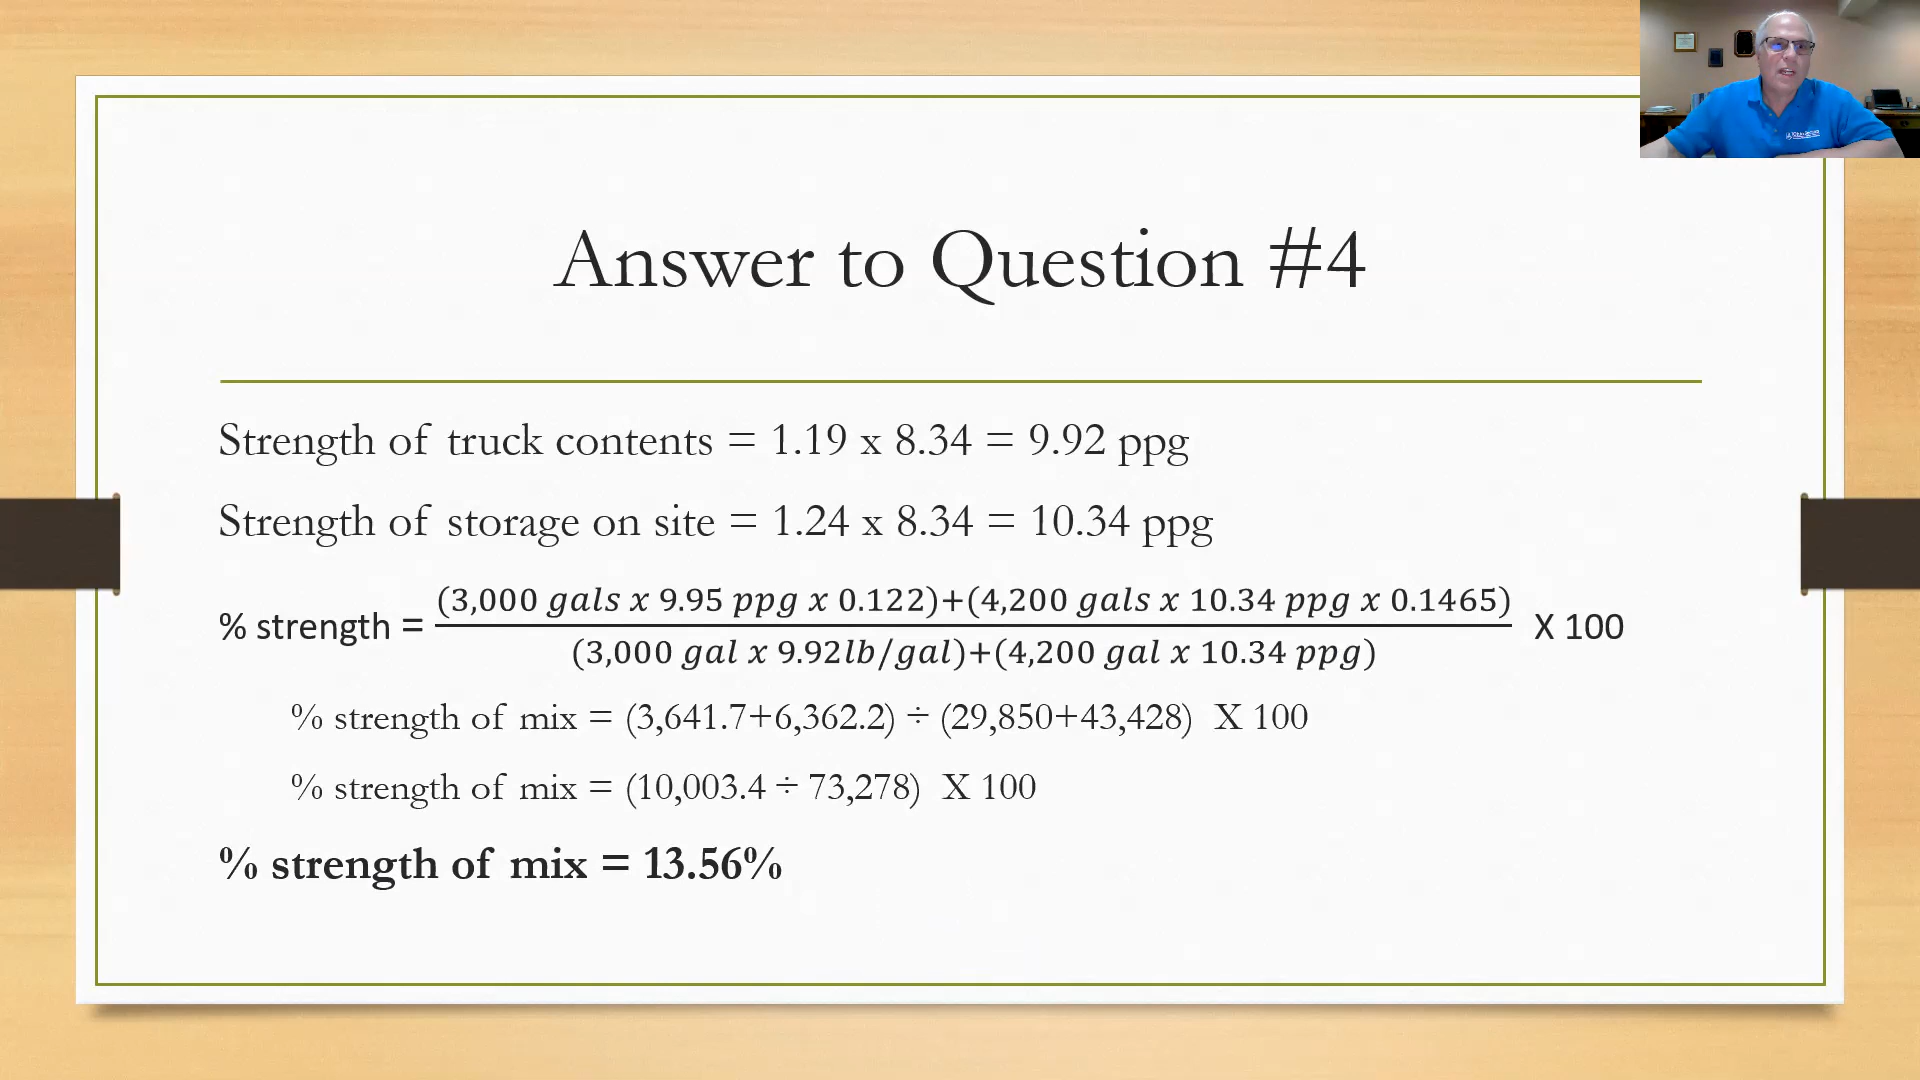 Answer to Question #4
Strength of truck contents = 1.19 x 8.34 = 9.92 ppg
Strength of storage on site = 1.24 x 8.34 = 10.34 ppg
% strength = (3,000 gals x 9.95 ppg x 0.122)+(4,200 gals x 10.34 ppg x 0.1465) X 100
(3,000 gal x 9.92lb/gal)+(4,200 gal x 10.34 ppg)
% strength of mix = (3,641.7+6,362.2) ÷ (29,850+43,428) X 100
% strength of mix = (10,003.4 ÷ 73,278) X 100
% strength of mix = 13.56%